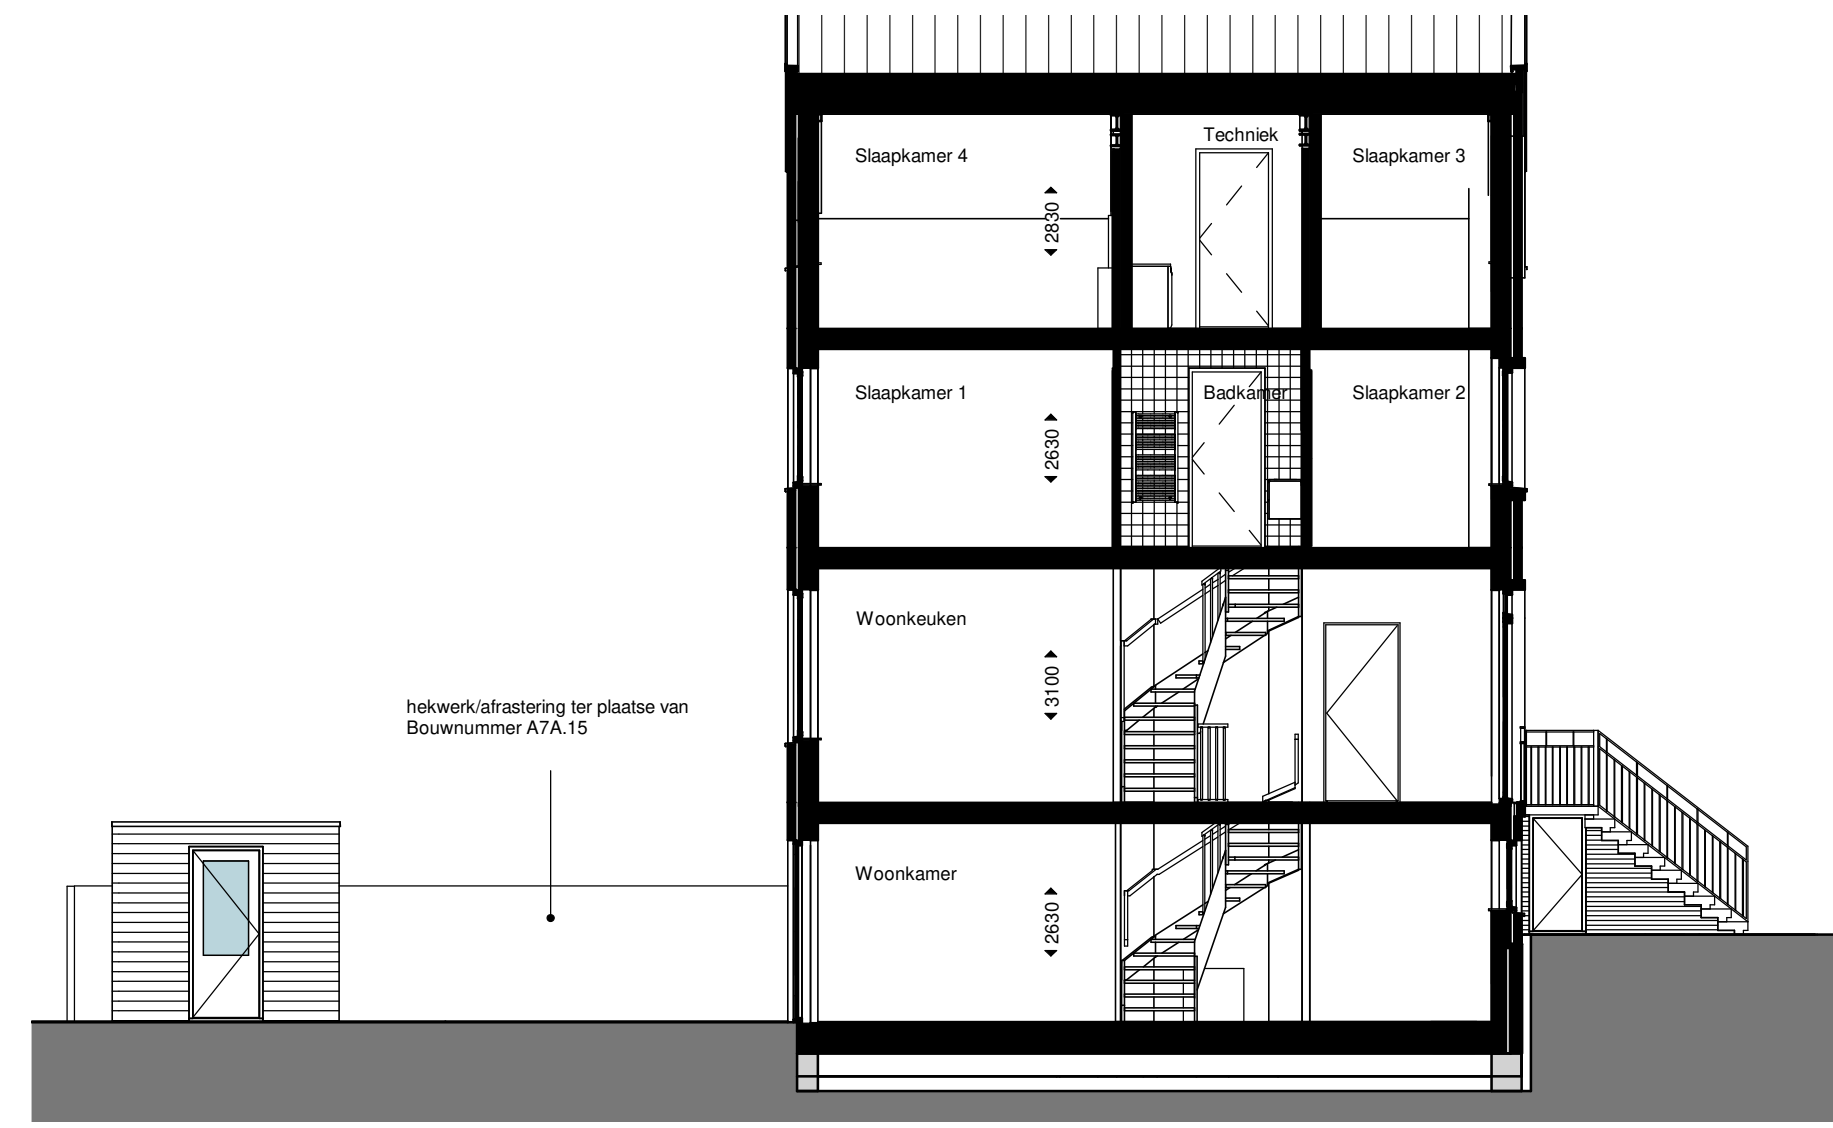 Techniek
Slaapkamer 4
Slaapkamer 3
2830
Slaapkamer 1
Badkamer
Slaapkamer 2
2630
Woonkeuken
3100
hekwerk/afrastering ter plaatse van
Bouwnummer A7A.15
Woonkamer
2630